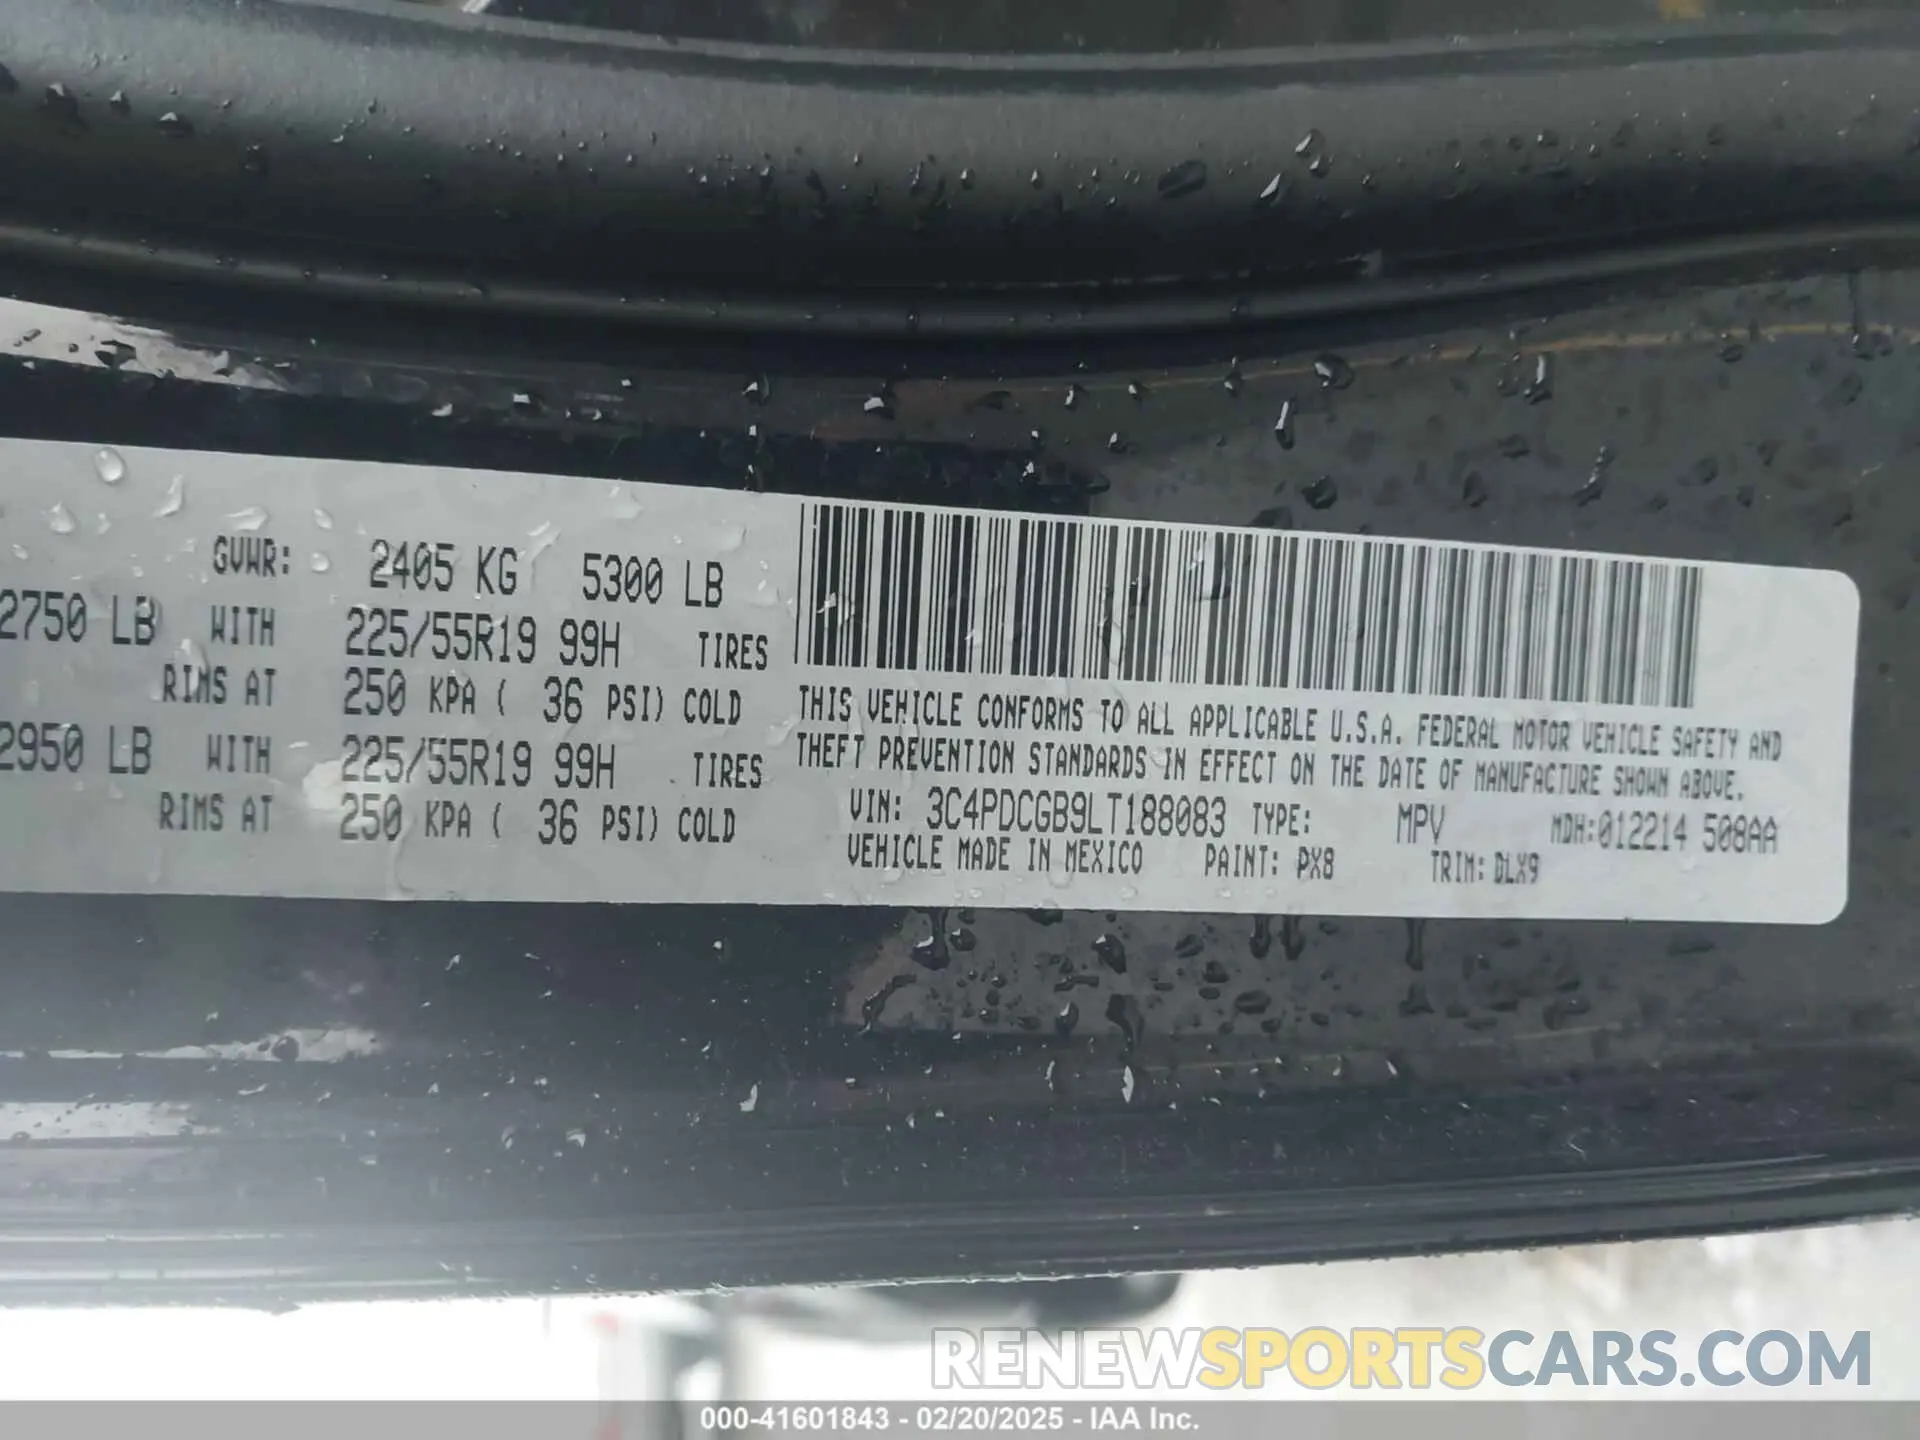 GVWR: 2405 KG 5300 LB
2750 LB WITH 225/55R19 99H TIRES
RIMS AT 250 KPA ( 36 PSI) COLD
2950 LB WITH 225/55R19 99H TIRES
RIMS AT 250 KPA ( 36 PSI) COLD
THIS VEHICLE CONFORMS TO ALL APPLICABLE U.S.A. FEDERAL MOTOR VEHICLE SAFETY AND
THEFT PREVENTION STANDARDS IN EFFECT ON THE DATE OF MANUFACTURE SHOWN ABOVE.
VIN: 3C4PDCGB9LT188083 TYPE: MPV MDH:012214 508AA
VEHICLE MADE IN MEXICO PAINT: PX8 TRIM: DLX9
RENEWSPORTSCARS.COM
000-41601843 - 02/20/2025 - IAA Inc.